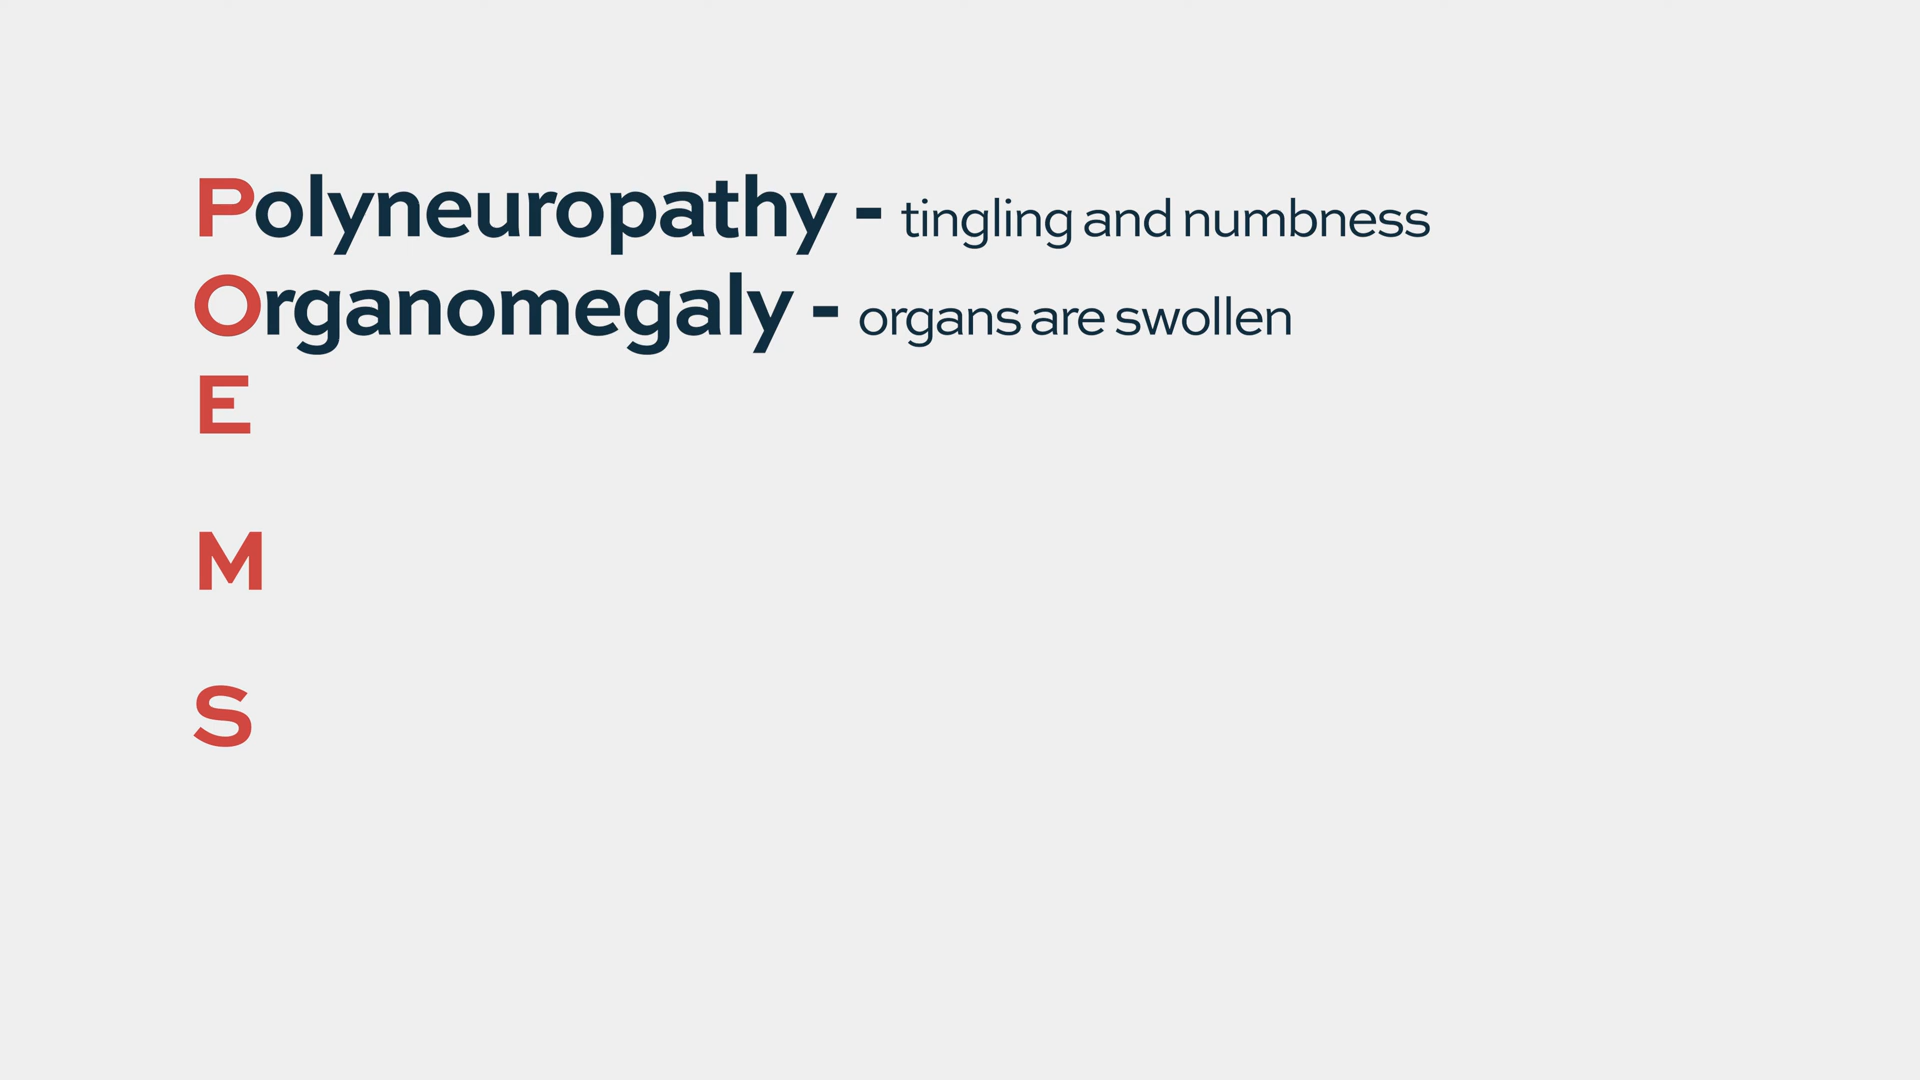 Polyneuropathy - tingling and numbness
Organomegaly - organs are swollen
E
M
S